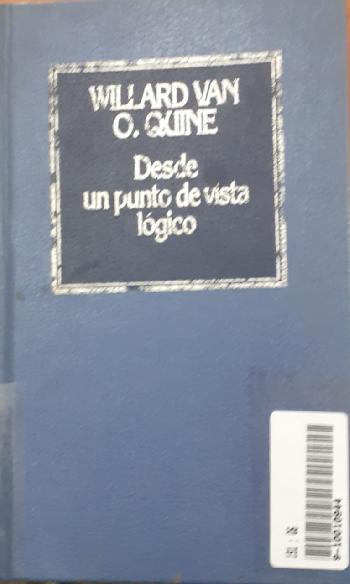 WILLARD VAN
O. QUINE
Desde
un punto de vista
lógico